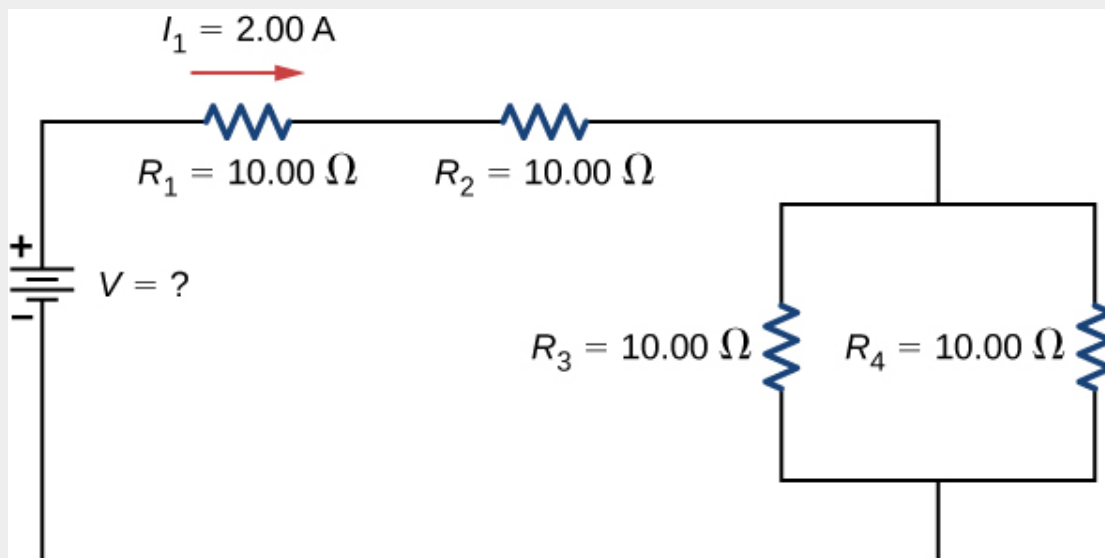 I₁ = 2.00 A
R₁ = 10.00 Ω
R₂ = 10.00 Ω
+
V = ?
−
R₃ = 10.00 Ω
R₄ = 10.00 Ω